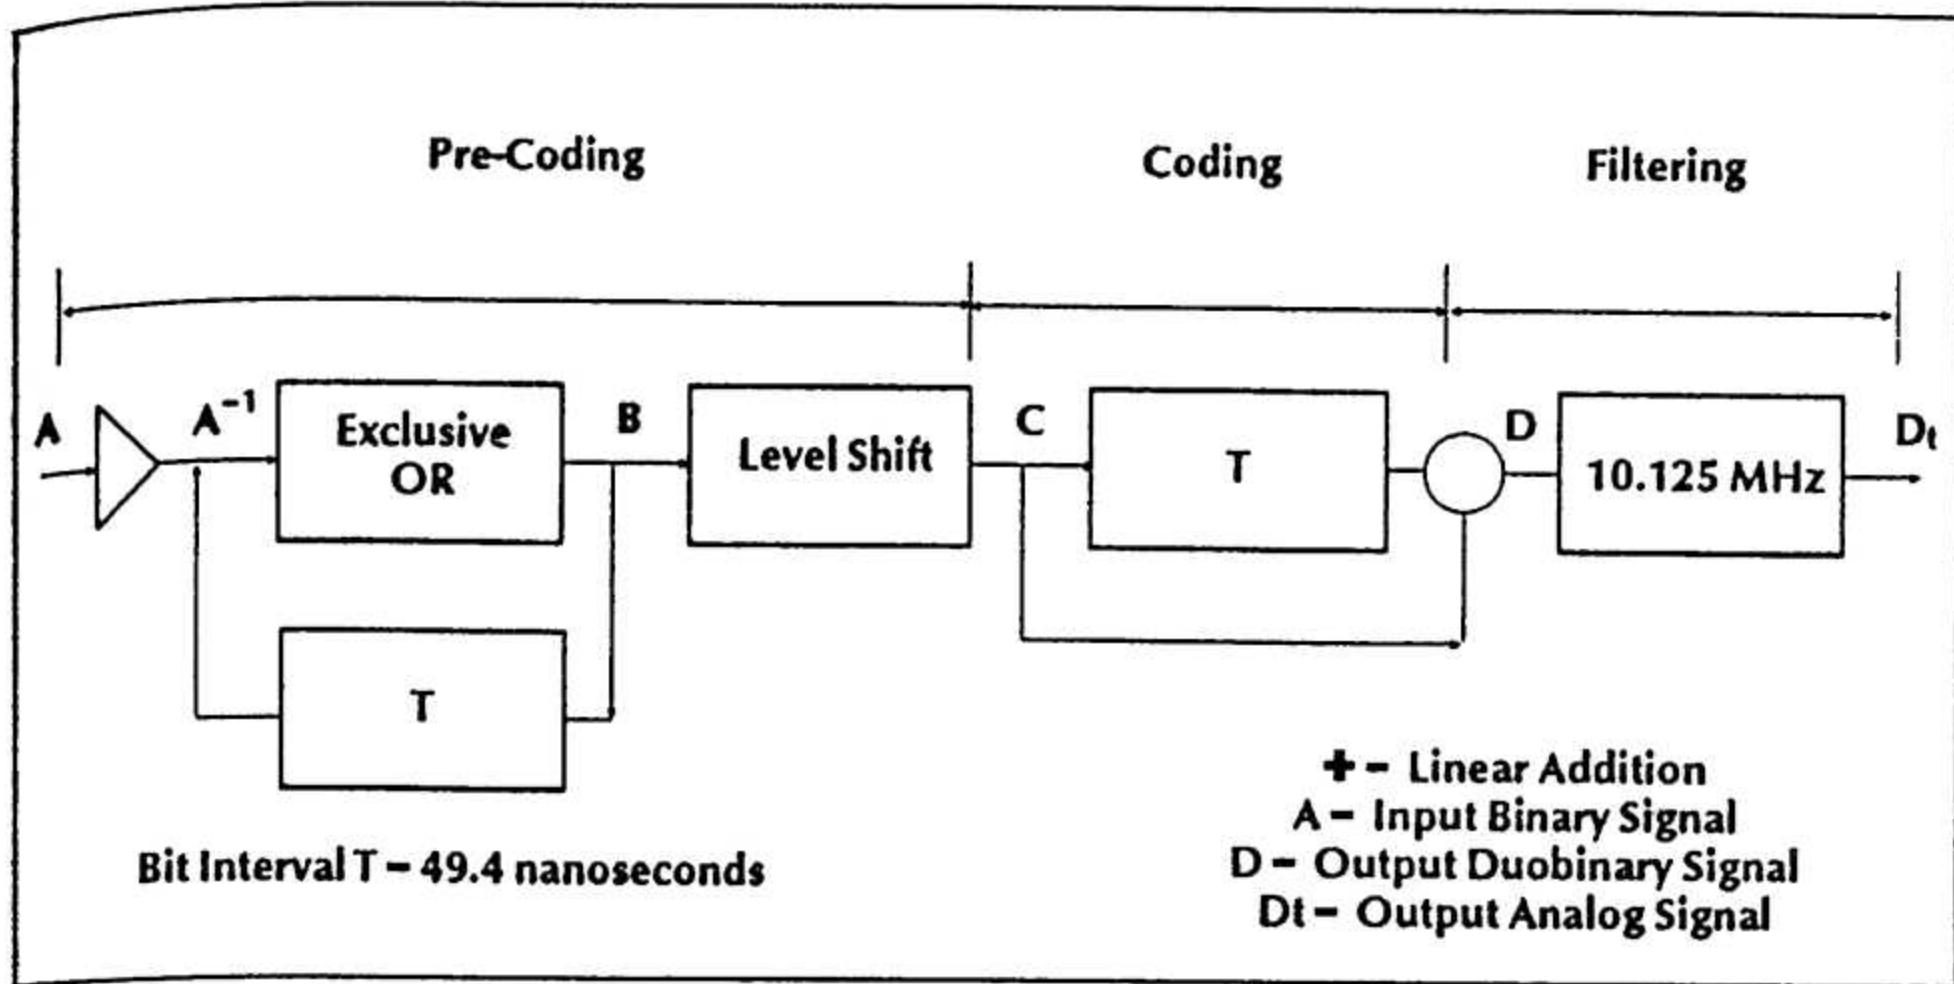 Pre-Coding
Coding
Filtering
A
A⁻¹
Exclusive
OR
B
Level Shift
C
T
D
10.125 MHz
Dt
T
Bit Interval T – 49.4 nanoseconds
+ – Linear Addition
A – Input Binary Signal
D – Output Duobinary Signal
Dt – Output Analog Signal